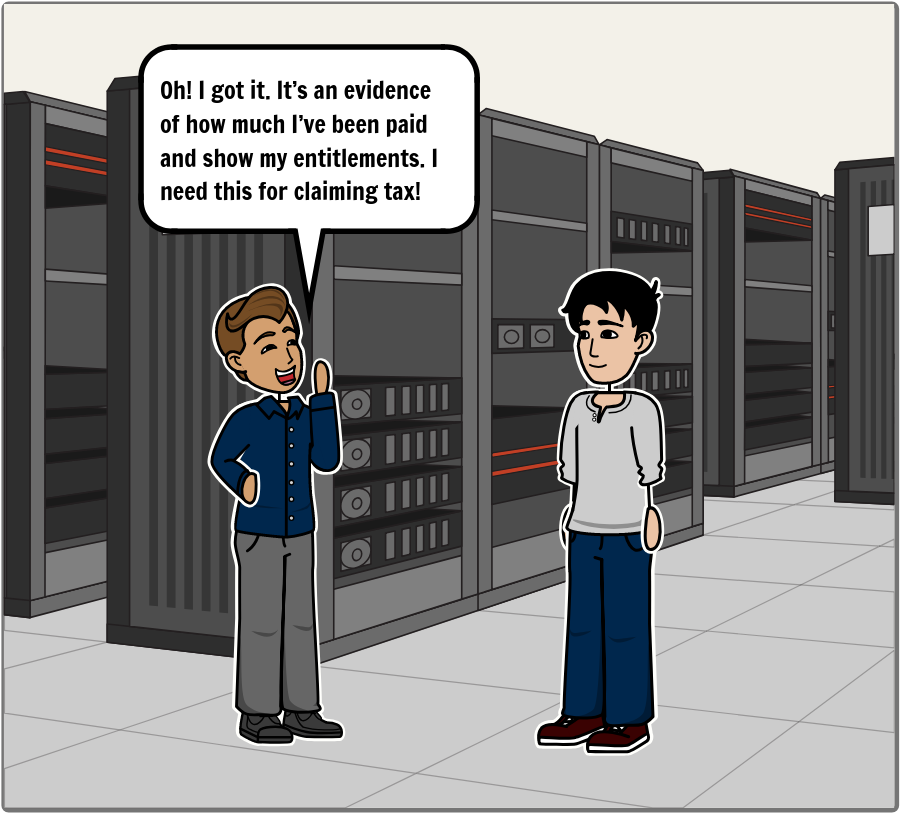 Oh! I got it. It's an evidence
of how much I've been paid
and show my entitlements. I
need this for claiming tax!